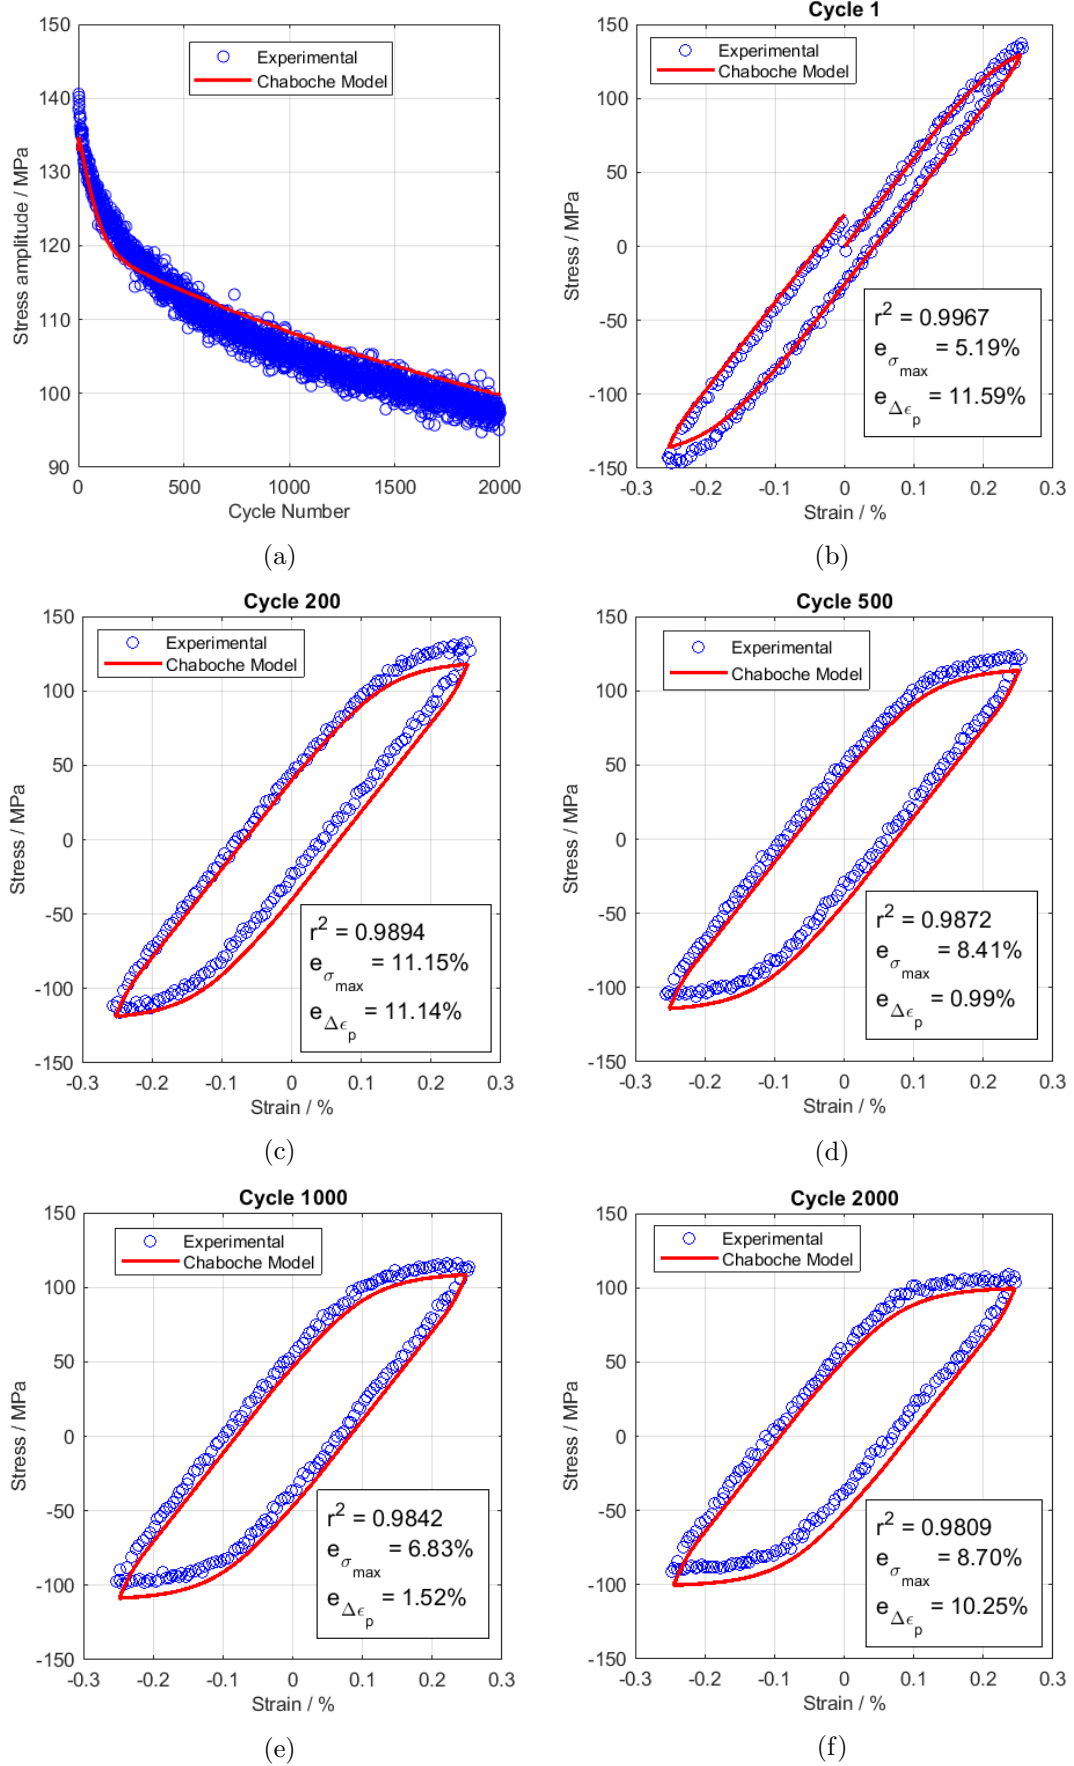 150
140
130
120
110
100
90
0 500 1000 1500 2000
Stress amplitude / MPa
Cycle Number
Experimental
Chaboche Model
(a)
Cycle 1
150
100
50
0
-50
-100
-150
-0.3 -0.2 -0.1 0 0.1 0.2 0.3
Stress / MPa
Strain / %
Experimental
Chaboche Model
r² = 0.9967
e_σ_max = 5.19%
e_Δϵ_p = 11.59%
(b)
Cycle 200
150
100
50
0
-50
-100
-150
-0.3 -0.2 -0.1 0 0.1 0.2 0.3
Stress / MPa
Strain / %
Experimental
Chaboche Model
r² = 0.9894
e_σ_max = 11.15%
e_Δϵ_p = 11.14%
(c)
Cycle 500
150
100
50
0
-50
-100
-150
-0.3 -0.2 -0.1 0 0.1 0.2 0.3
Stress / MPa
Strain / %
Experimental
Chaboche Model
r² = 0.9872
e_σ_max = 8.41%
e_Δϵ_p = 0.99%
(d)
Cycle 1000
150
100
50
0
-50
-100
-150
-0.3 -0.2 -0.1 0 0.1 0.2 0.3
Stress / MPa
Strain / %
Experimental
Chaboche Model
r² = 0.9842
e_σ_max = 6.83%
e_Δϵ_p = 1.52%
(e)
Cycle 2000
150
100
50
0
-50
-100
-150
-0.3 -0.2 -0.1 0 0.1 0.2 0.3
Stress / MPa
Strain / %
Experimental
Chaboche Model
r² = 0.9809
e_σ_max = 8.70%
e_Δϵ_p = 10.25%
(f)